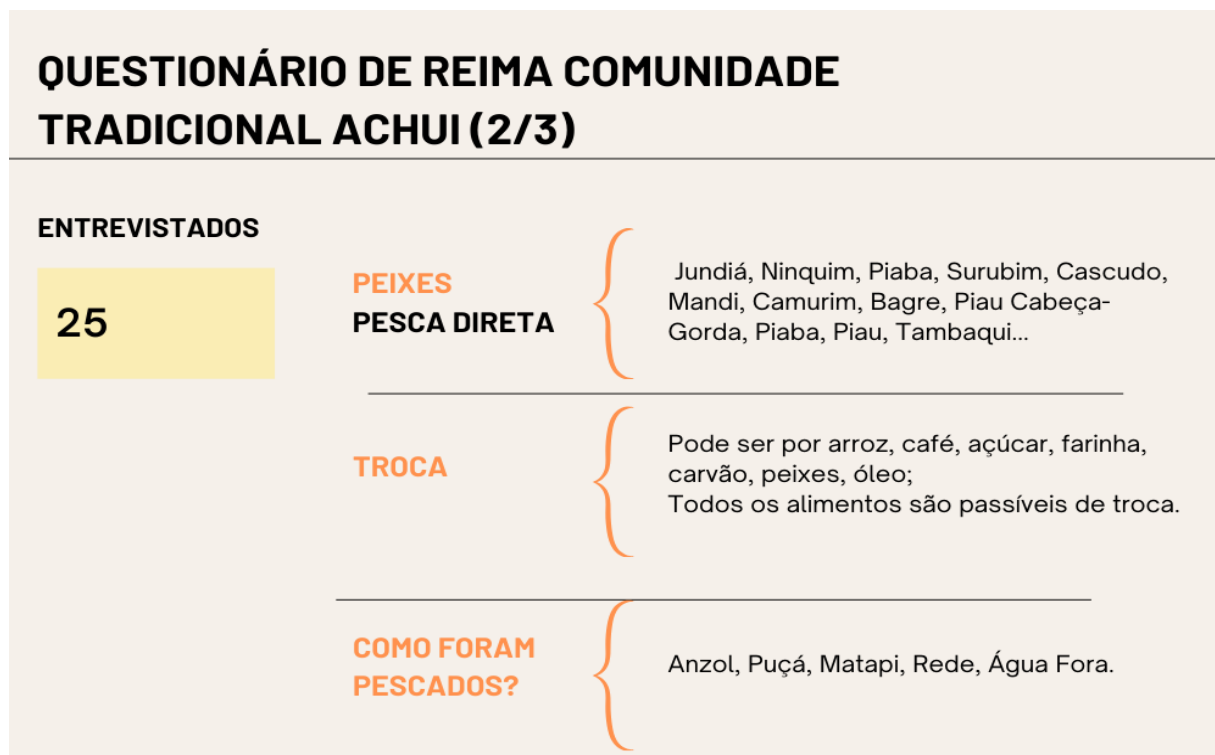 QUESTIONÁRIO DE REIMA COMUNIDADE
TRADICIONAL ACHUI (2/3)
ENTREVISTADOS
25
PEIXES
PESCA DIRETA
Jundiá, Ninquim, Piaba, Surubim, Cascudo,
Mandi, Camurim, Bagre, Piau Cabeça-
Gorda, Piaba, Piau, Tambaqui...
TROCA
Pode ser por arroz, café, açúcar, farinha,
carvão, peixes, óleo;
Todos os alimentos são passíveis de troca.
COMO FORAM
PESCADOS?
Anzol, Puçá, Matapi, Rede, Água Fora.